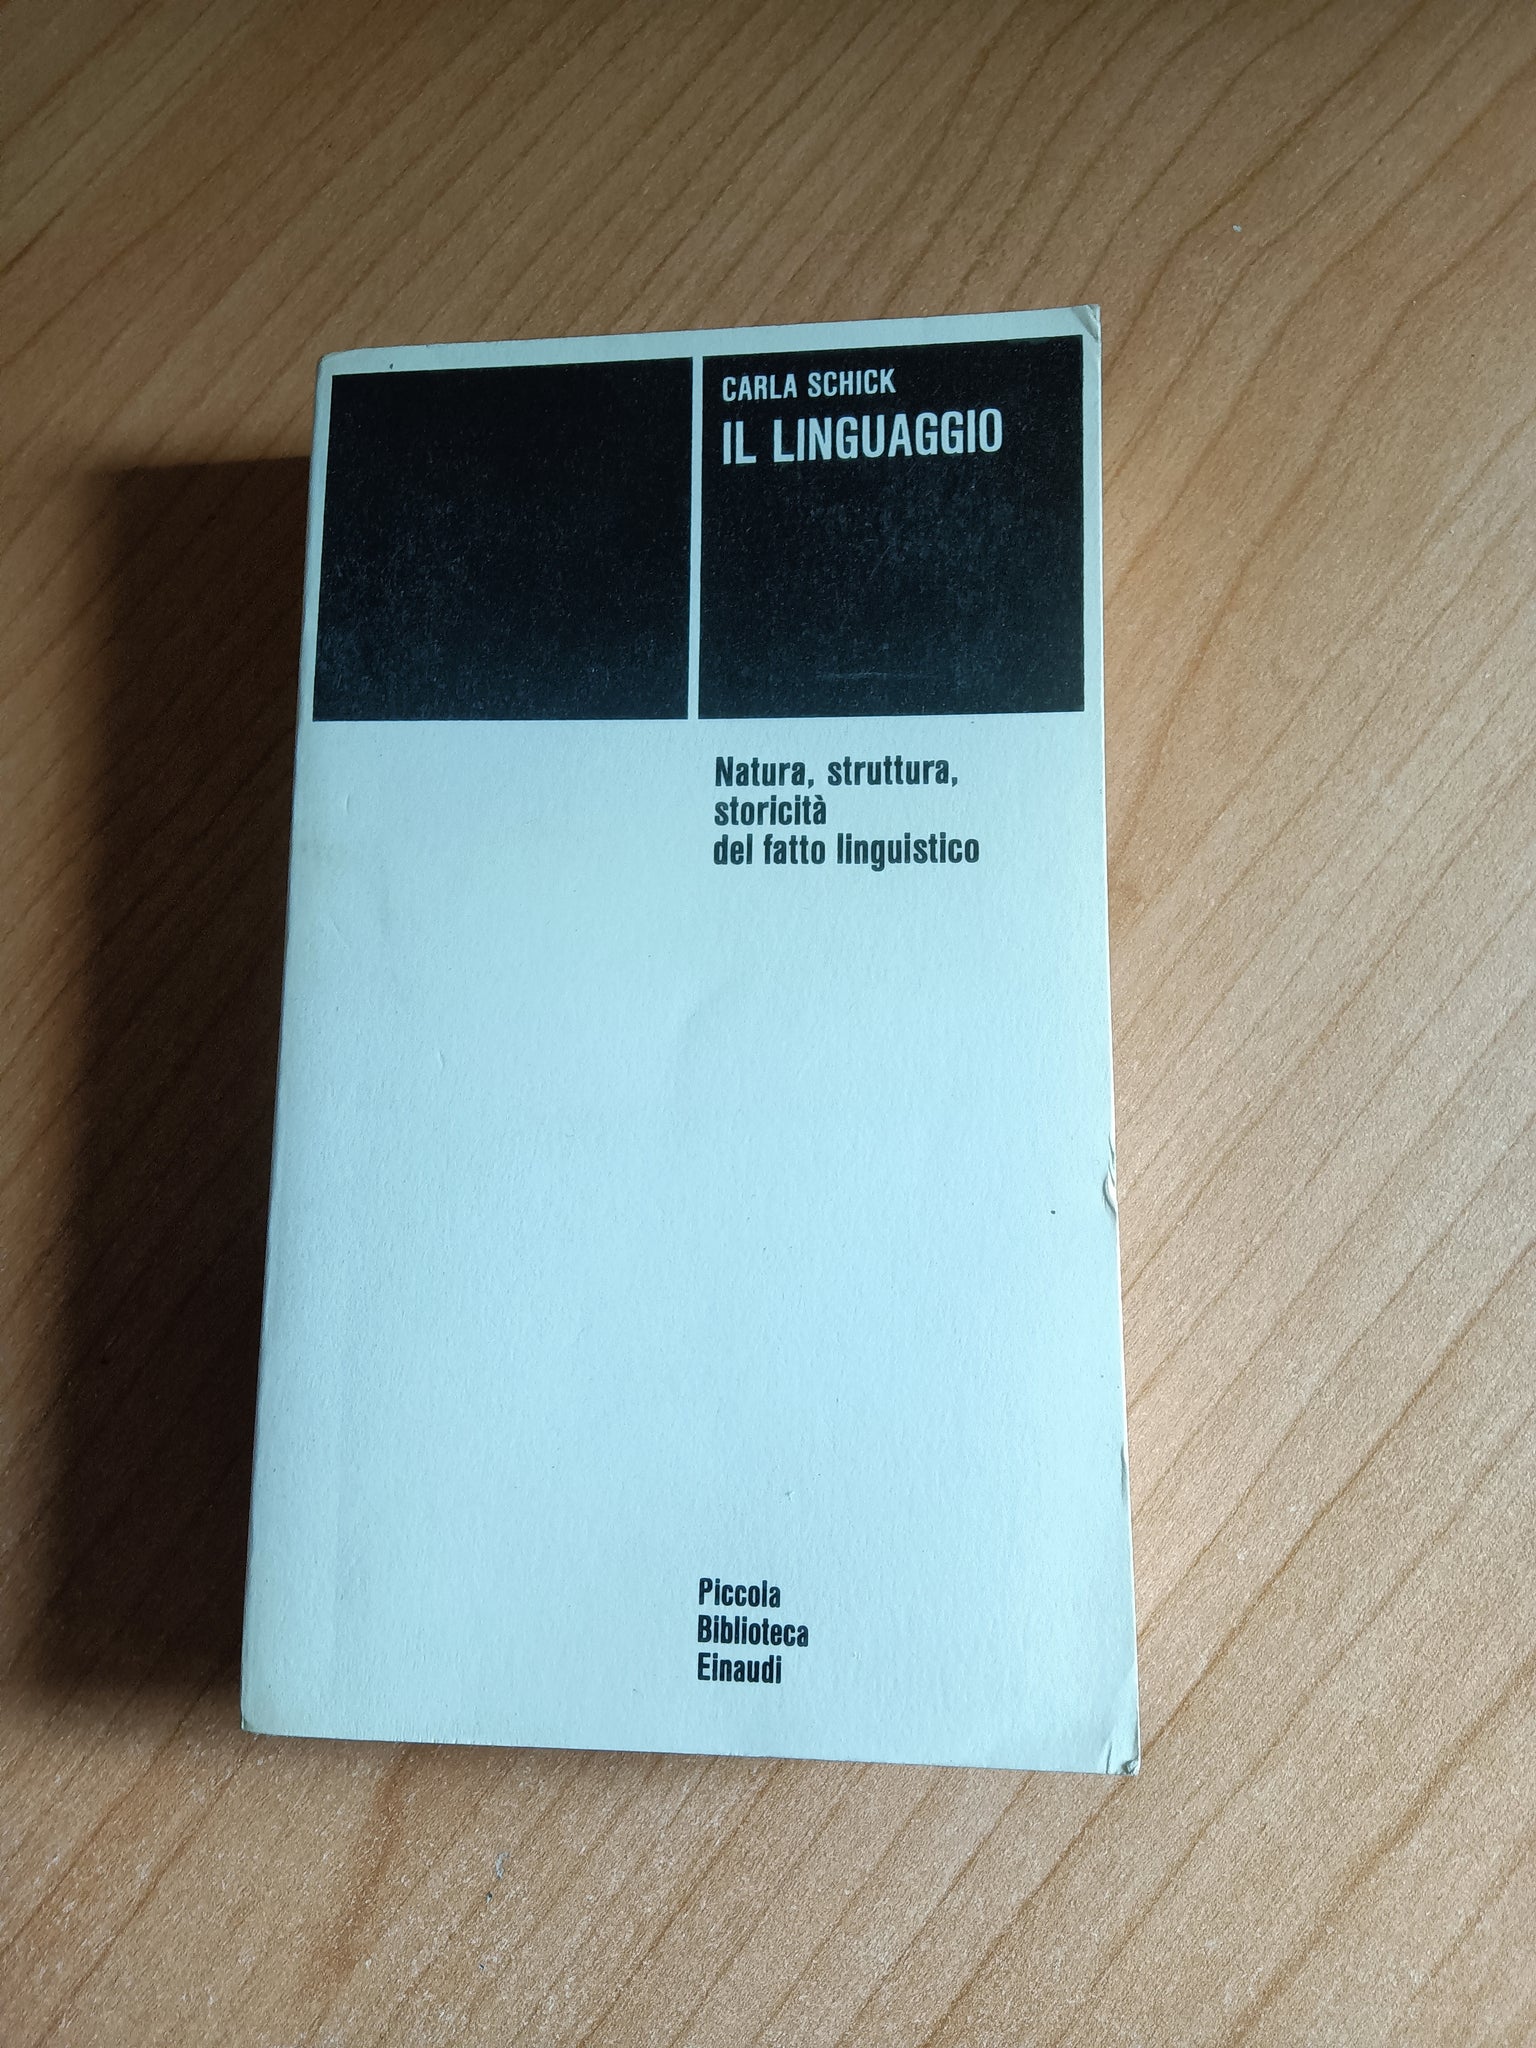 CARLA SCHICK
IL LINGUAGGIO
Natura, struttura,
storicità
del fatto linguistico
Piccola
Biblioteca
Einaudi